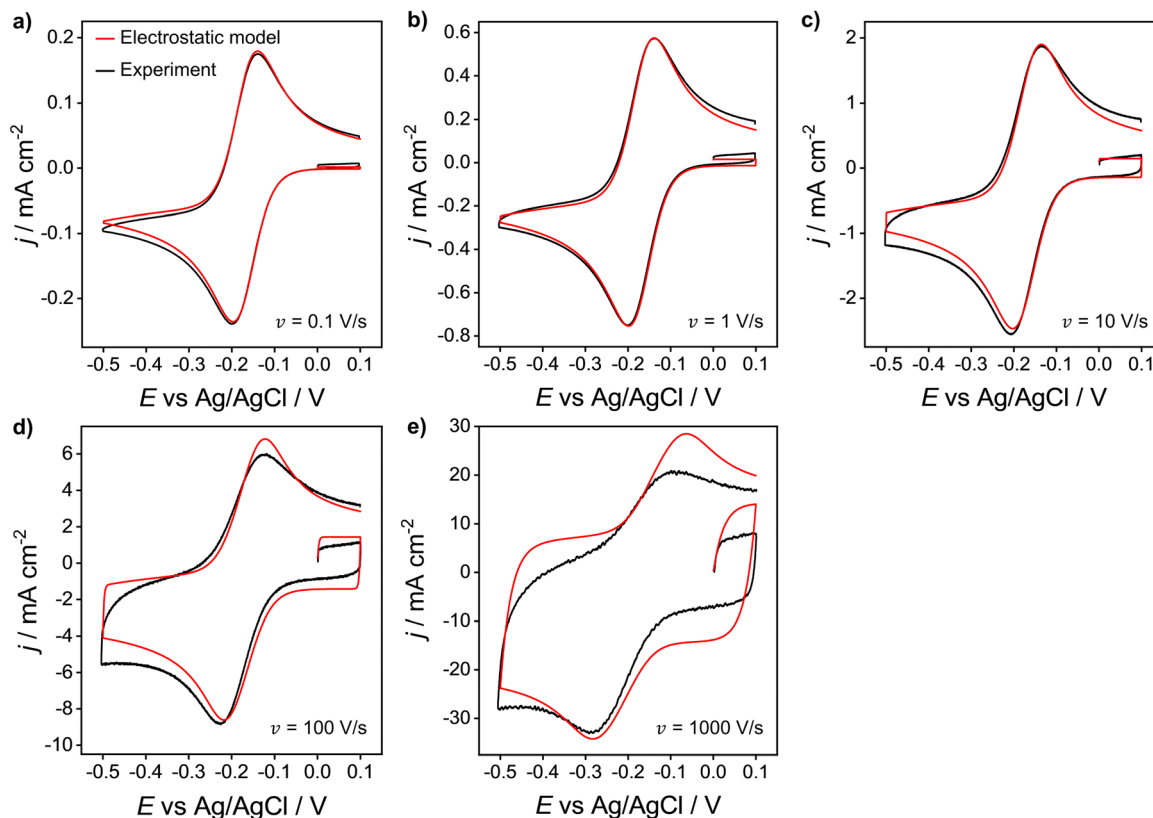 a)
Electrostatic model
Experiment
0.2
0.1
0.0
-0.1
-0.2
j / mA cm-2
v = 0.1 V/s
-0.5 -0.4 -0.3 -0.2 -0.1 0.0 0.1
E vs Ag/AgCl / V
b)
0.6
0.4
0.2
0.0
-0.2
-0.4
-0.6
-0.8
j / mA cm-2
v = 1 V/s
-0.5 -0.4 -0.3 -0.2 -0.1 0.0 0.1
E vs Ag/AgCl / V
c)
2
1
0
-1
-2
j / mA cm-2
v = 10 V/s
-0.5 -0.4 -0.3 -0.2 -0.1 0.0 0.1
E vs Ag/AgCl / V
d)
6
4
2
0
-2
-4
-6
-8
-10
j / mA cm-2
v = 100 V/s
-0.5 -0.4 -0.3 -0.2 -0.1 0.0 0.1
E vs Ag/AgCl / V
e)
30
20
10
0
-10
-20
-30
j / mA cm-2
v = 1000 V/s
-0.5 -0.4 -0.3 -0.2 -0.1 0.0 0.1
E vs Ag/AgCl / V